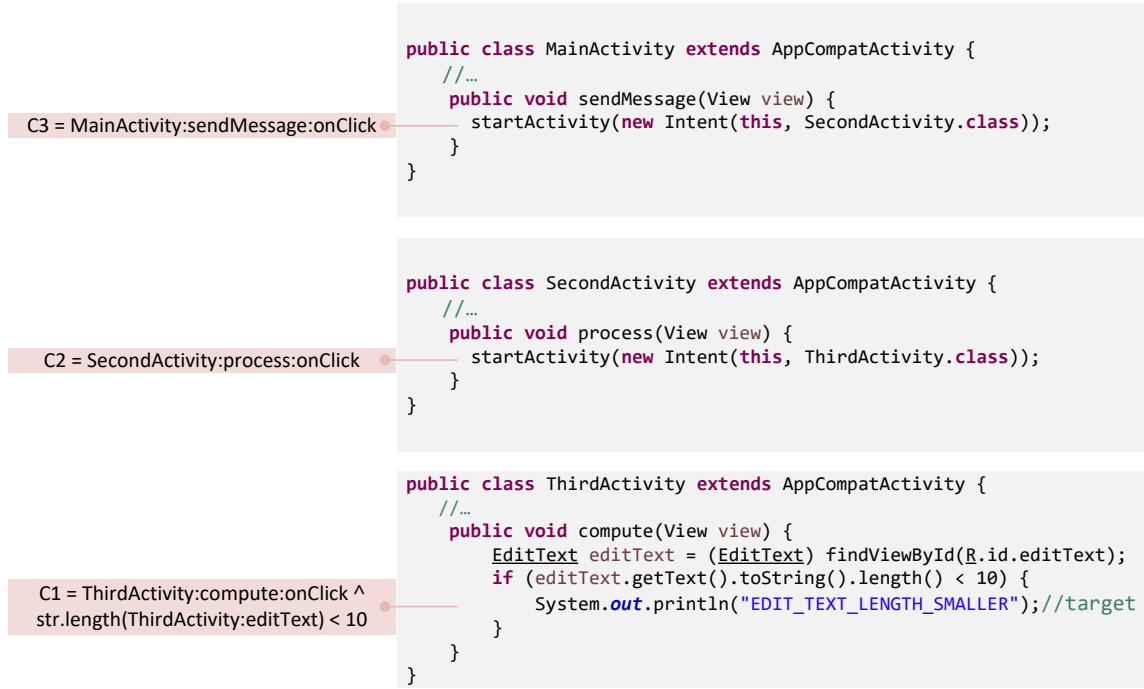 public class MainActivity extends AppCompatActivity {
//…
public void sendMessage(View view) {
C3 = MainActivity:sendMessage:onClick
startActivity(new Intent(this, SecondActivity.class));
}
}
public class SecondActivity extends AppCompatActivity {
//…
public void process(View view) {
C2 = SecondActivity:process:onClick
startActivity(new Intent(this, ThirdActivity.class));
}
}
public class ThirdActivity extends AppCompatActivity {
//…
public void compute(View view) {
EditText editText = (EditText) findViewById(R.id.editText);
if (editText.getText().toString().length() < 10) {
C1 = ThirdActivity:compute:onClick ^
str.length(ThirdActivity:editText) < 10
System.out.println("EDIT_TEXT_LENGTH_SMALLER");//target
}
}
}